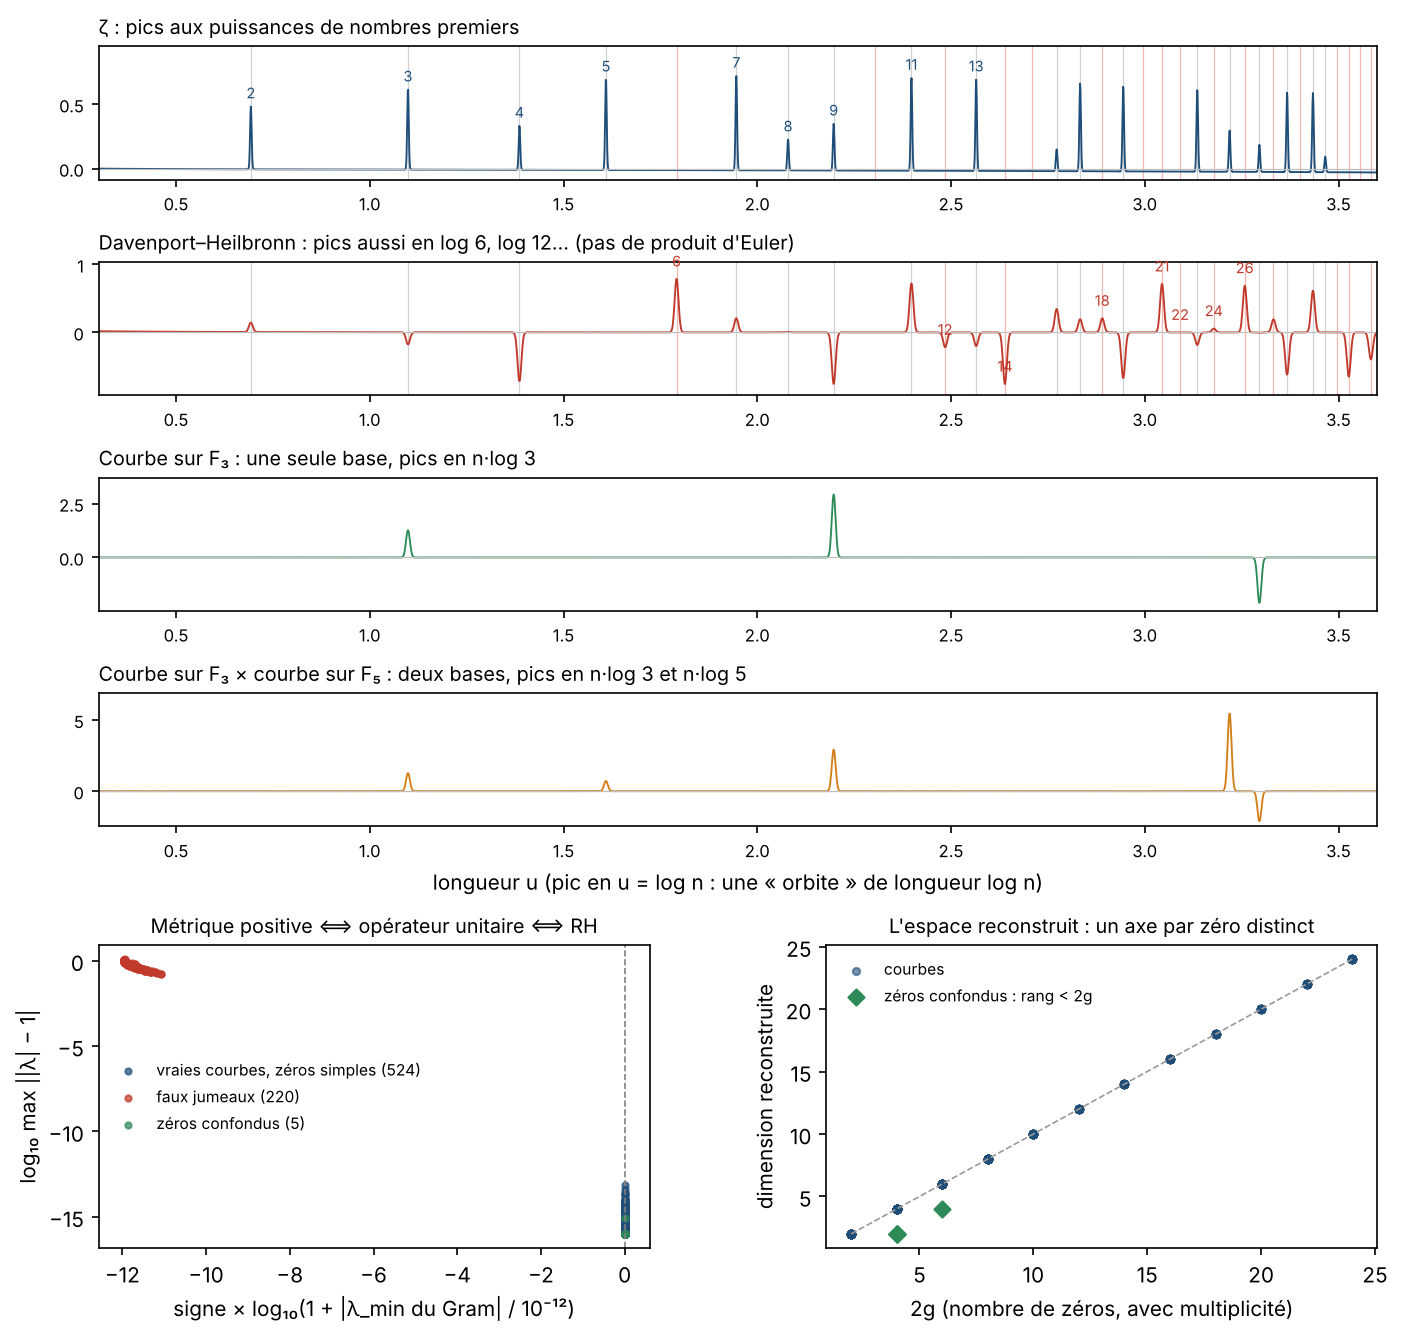 ζ : pics aux puissances de nombres premiers
0.5
0.0
2
3
4
5
7
8
9
11
13
0.5 1.0 1.5 2.0 2.5 3.0 3.5
Davenport–Heilbronn : pics aussi en log 6, log 12… (pas de produit d'Euler)
1
0
6
12
14
18
21
22
24
26
0.5 1.0 1.5 2.0 2.5 3.0 3.5
Courbe sur F₃ : une seule base, pics en n·log 3
2.5
0.0
0.5 1.0 1.5 2.0 2.5 3.0 3.5
Courbe sur F₃ × courbe sur F₅ : deux bases, pics en n·log 3 et n·log 5
5
0
0.5 1.0 1.5 2.0 2.5 3.0 3.5
longueur u (pic en u = log n : une « orbite » de longueur log n)
Métrique positive ⟺ opérateur unitaire ⟺ RH
log₁₀ max ||λ| − 1|
0
−5
−10
−15
vraies courbes, zéros simples (524)
faux jumeaux (220)
zéros confondus (5)
−12 −10 −8 −6 −4 −2 0
signe × log₁₀(1 + |λ_min du Gram| / 10⁻¹²)
L'espace reconstruit : un axe par zéro distinct
dimension reconstruite
25
20
15
10
5
courbes
zéros confondus : rang < 2g
5 10 15 20 25
2g (nombre de zéros, avec multiplicité)